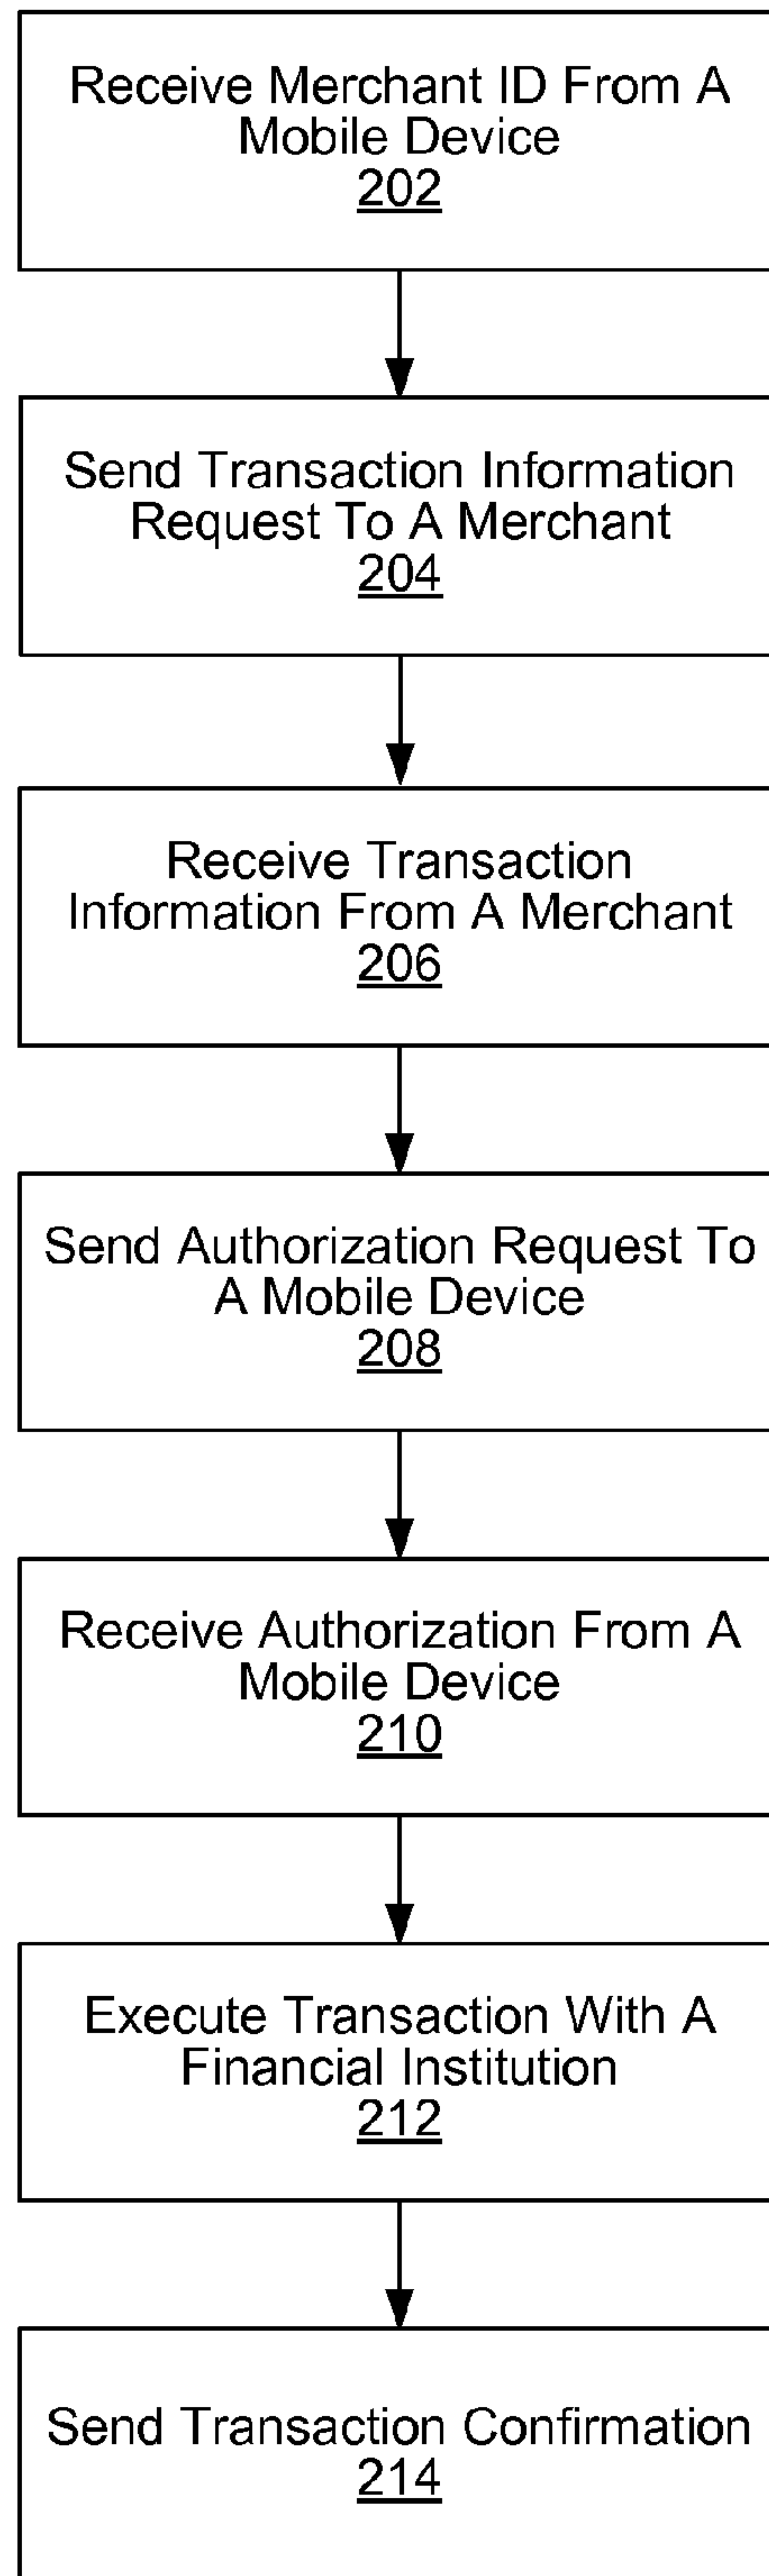 Receive Merchant ID From A
Mobile Device
202
Send Transaction Information
Request To A Merchant
204
Receive Transaction
Information From A Merchant
206
Send Authorization Request To
A Mobile Device
208
Receive Authorization From A
Mobile Device
210
Execute Transaction With A
Financial Institution
212
Send Transaction Confirmation
214